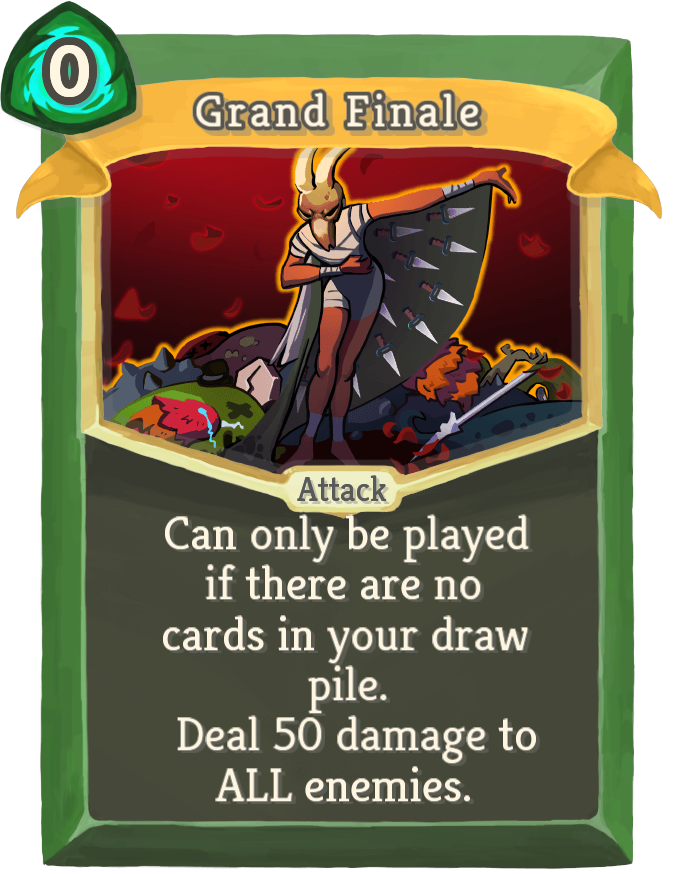 0
Grand Finale
Attack
Can only be played
if there are no
cards in your draw
pile.
Deal 50 damage to
ALL enemies.